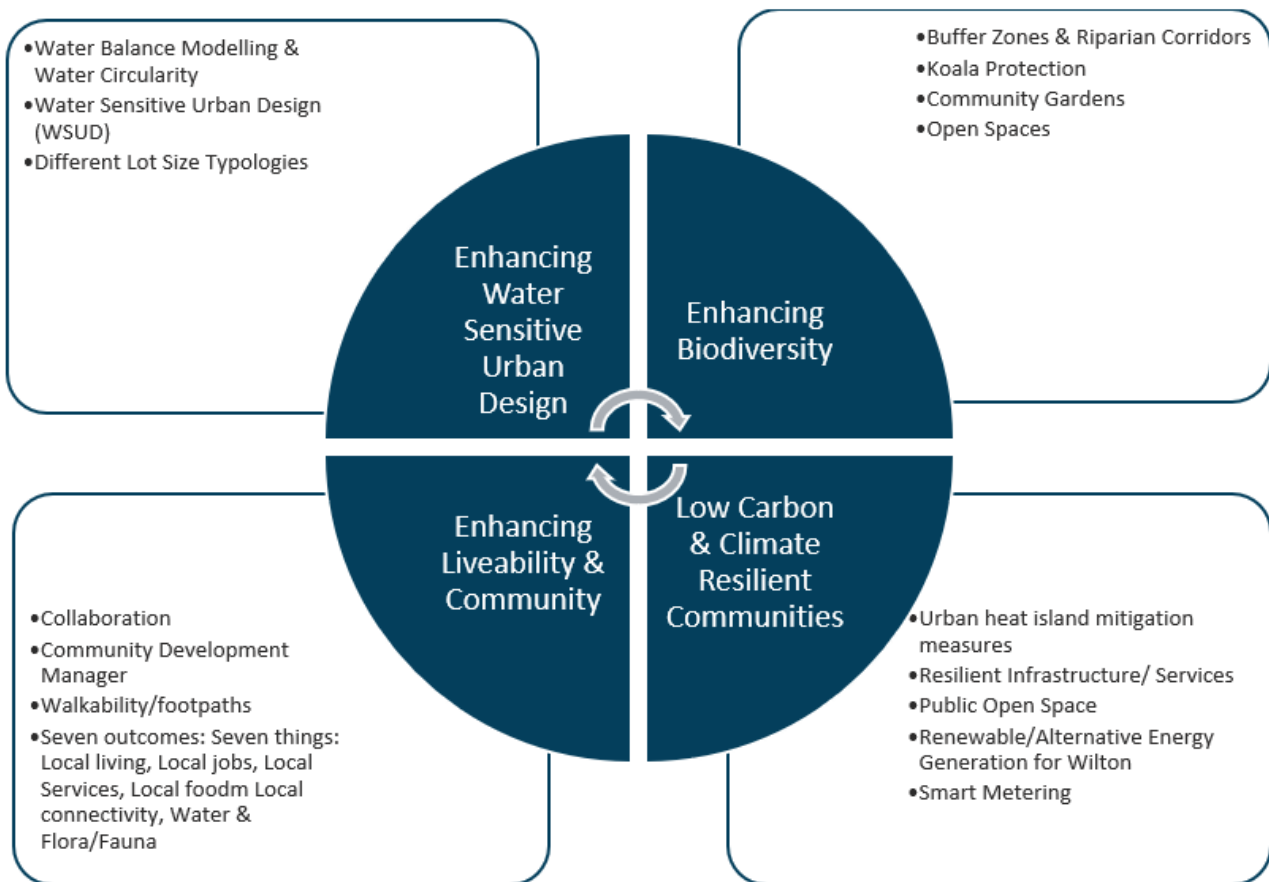 •Water Balance Modelling &
Water Circularity
•Water Sensitive Urban Design
(WSUD)
•Different Lot Size Typologies
•Buffer Zones & Riparian Corridors
•Koala Protection
•Community Gardens
•Open Spaces
Enhancing
Water
Sensitive
Urban
Design
Enhancing
Biodiversity
Enhancing
Liveability &
Community
Low Carbon
& Climate
Resilient
Communities
•Collaboration
•Community Development
Manager
•Walkability/footpaths
•Seven outcomes: Seven things:
Local living, Local jobs, Local
Services, Local foodm Local
connectivity, Water &
Flora/Fauna
•Urban heat island mitigation
measures
•Resilient Infrastructure/ Services
•Public Open Space
•Renewable/Alternative Energy
Generation for Wilton
•Smart Metering